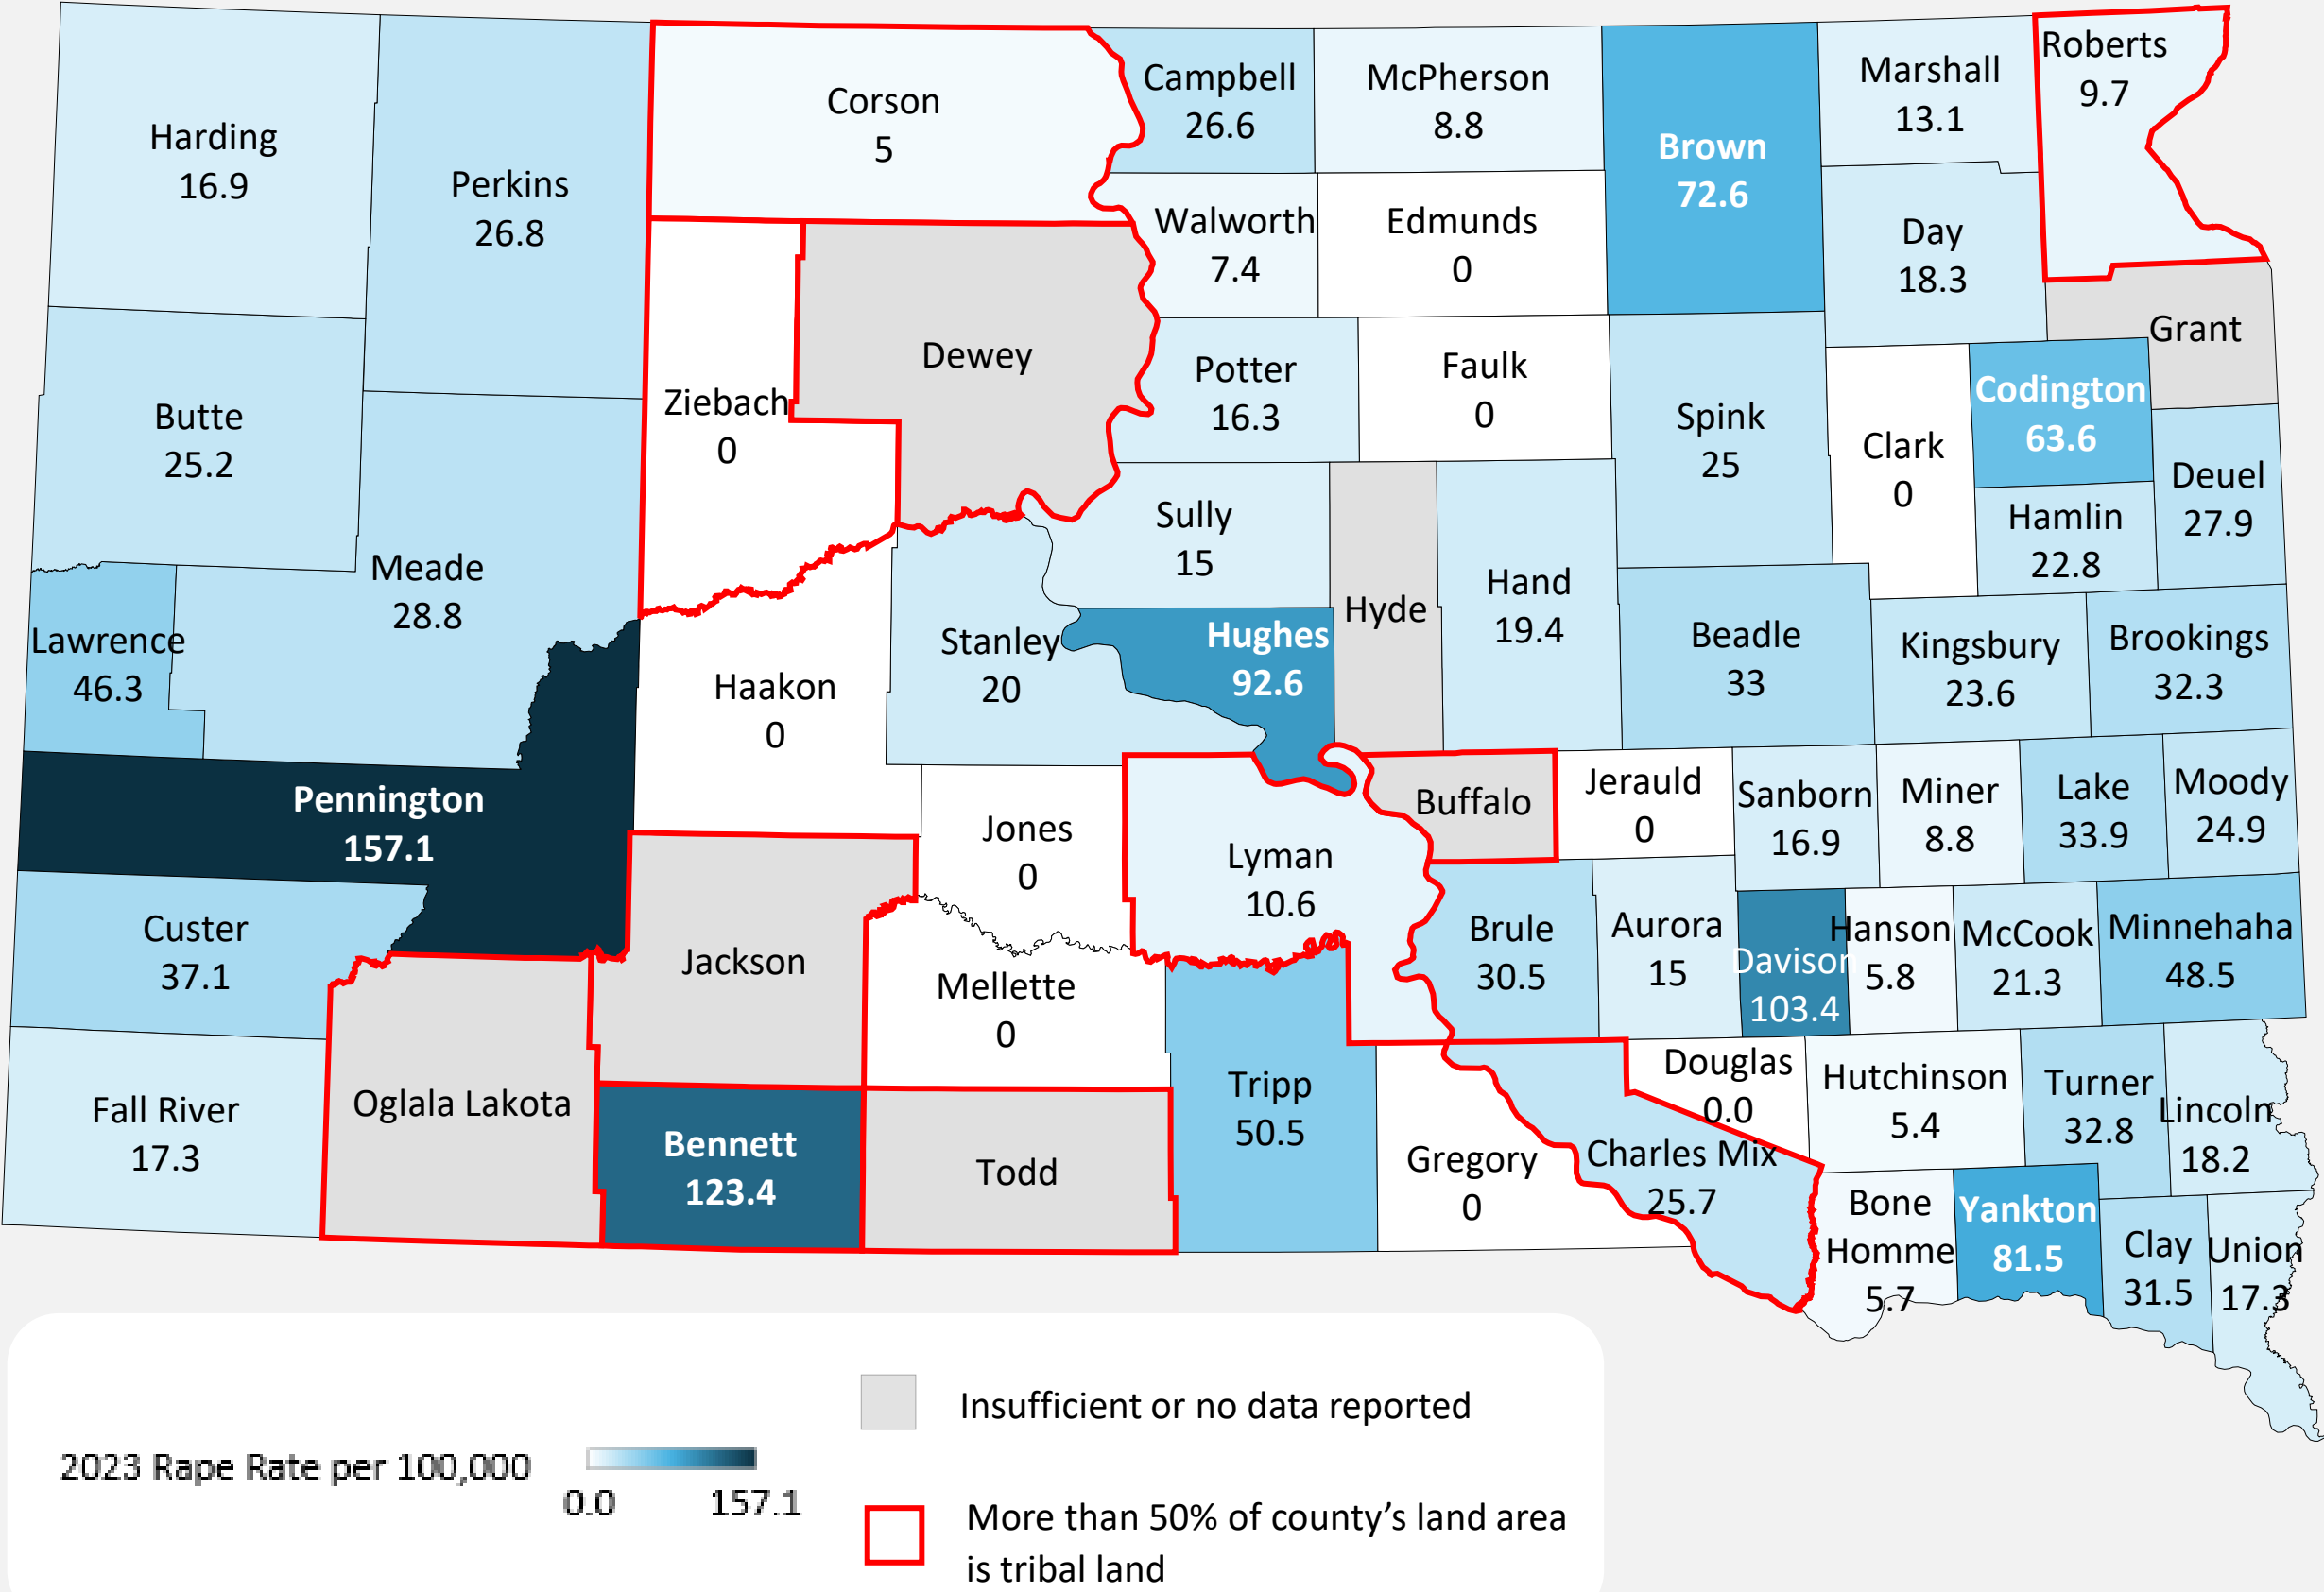 Harding
16.9
Perkins
26.8
Corson
5
Campbell
26.6
McPherson
8.8
Brown
72.6
Marshall
13.1
Roberts
9.7
Walworth
7.4
Edmunds
0
Day
18.3
Grant
Butte
25.2
Ziebach
0
Dewey
Potter
16.3
Faulk
0
Spink
25
Clark
0
Codington
63.6
Deuel
27.9
Hamlin
22.8
Meade
28.8
Lawrence
46.3
Sully
15
Hyde
Hand
19.4
Haakon
0
Stanley
20
Hughes
92.6
Beadle
33
Kingsbury
23.6
Brookings
32.3
Pennington
157.1
Jones
0
Lyman
10.6
Buffalo
Jerauld
0
Sanborn
16.9
Miner
8.8
Lake
33.9
Moody
24.9
Custer
37.1
Jackson
Mellette
0
Brule
30.5
Aurora
15
Davison
103.4
Hanson
5.8
McCook
21.3
Minnehaha
48.5
Fall River
17.3
Oglala Lakota
Bennett
123.4
Todd
Tripp
50.5
Gregory
0
Charles Mix
25.7
Douglas
0.0
Hutchinson
5.4
Turner
32.8
Lincoln
18.2
Bone
Homme
5.7
Yankton
81.5
Clay
31.5
Union
17.3
2023 Rape Rate per 100,000
0.0
157.1
Insufficient or no data reported
More than 50% of county’s land area
is tribal land